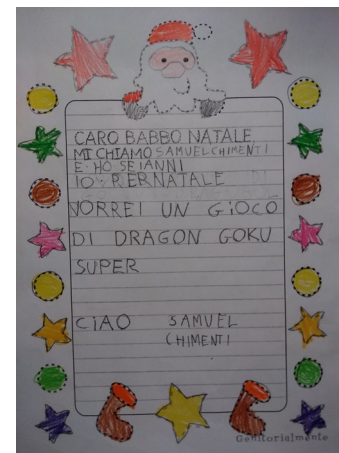 CARO BABBO NATALE
MI CHIAMO SAMUEL CHIMENTI
E HO SEI ANNI
IO PER NATALE
VORREI UN GIOCO
DI DRAGON GOKU
SUPER
CIAO SAMUEL
CHIMENTI
Genitorialmente